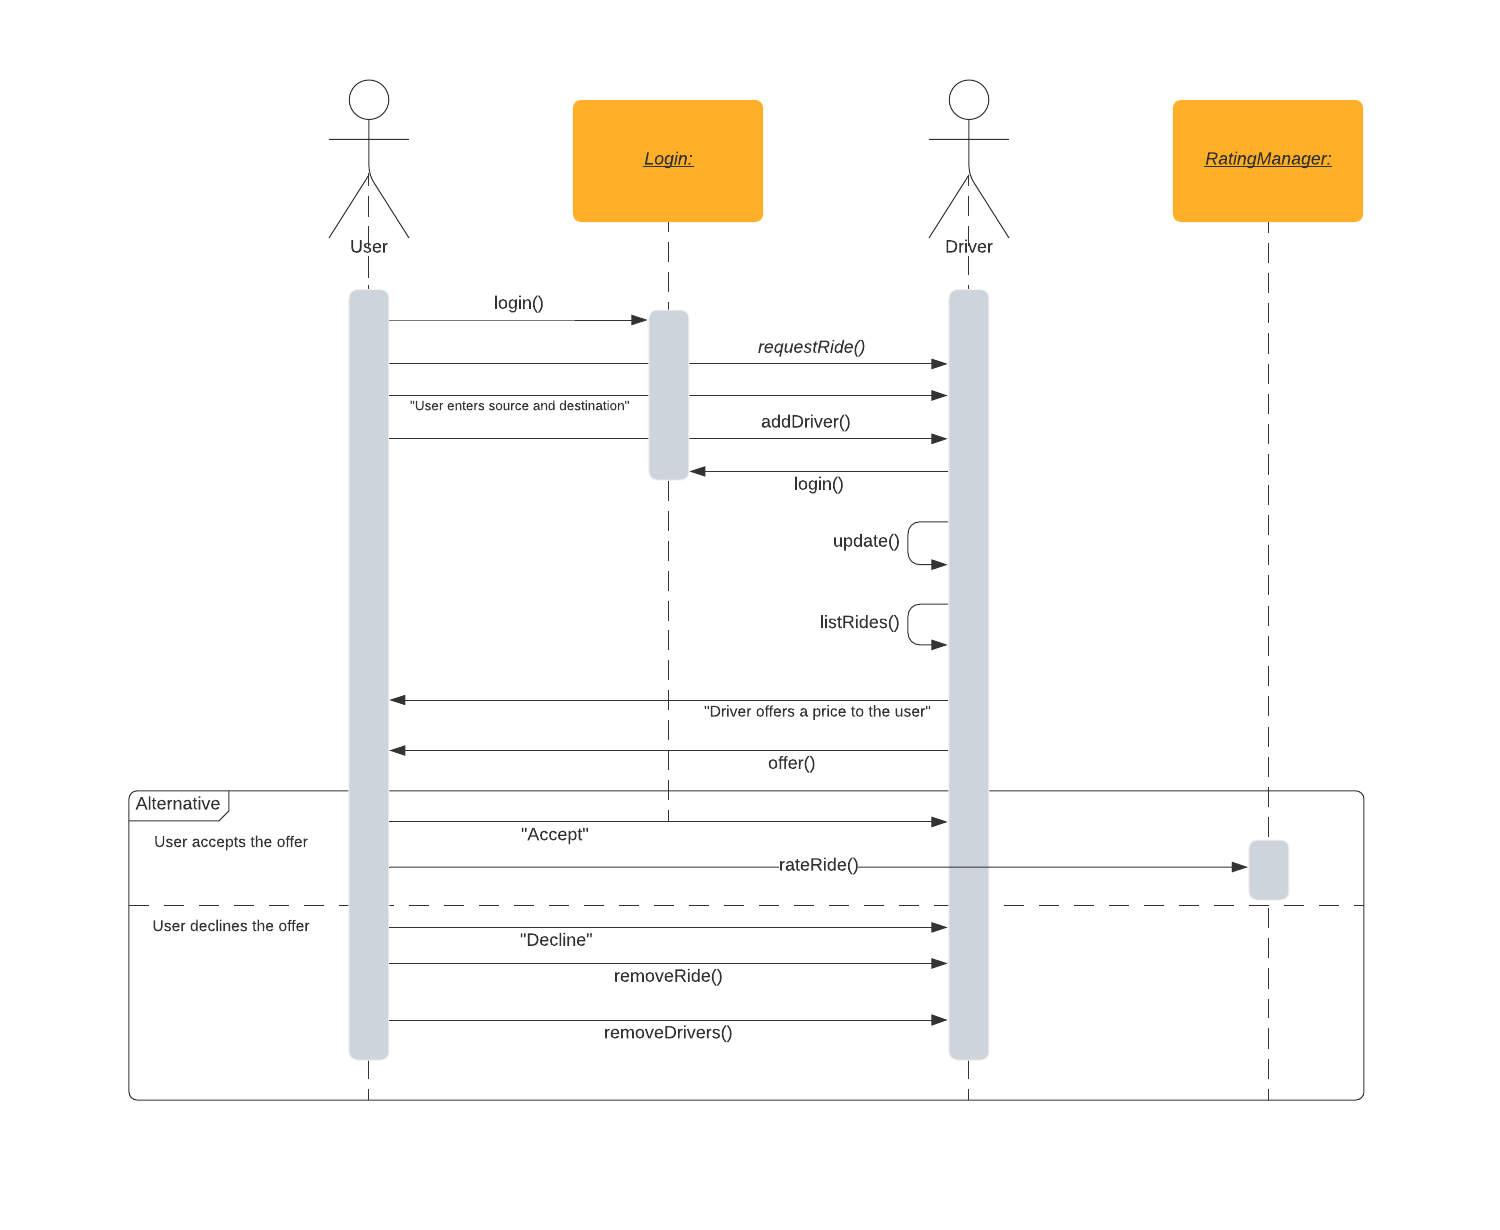 Login:
RatingManager:
User
Driver
login()
requestRide()
"User enters source and destination"
addDriver()
login()
update()
listRides()
"Driver offers a price to the user"
offer()
Alternative
"Accept"
User accepts the offer
rateRide()
User declines the offer
"Decline"
removeRide()
removeDrivers()